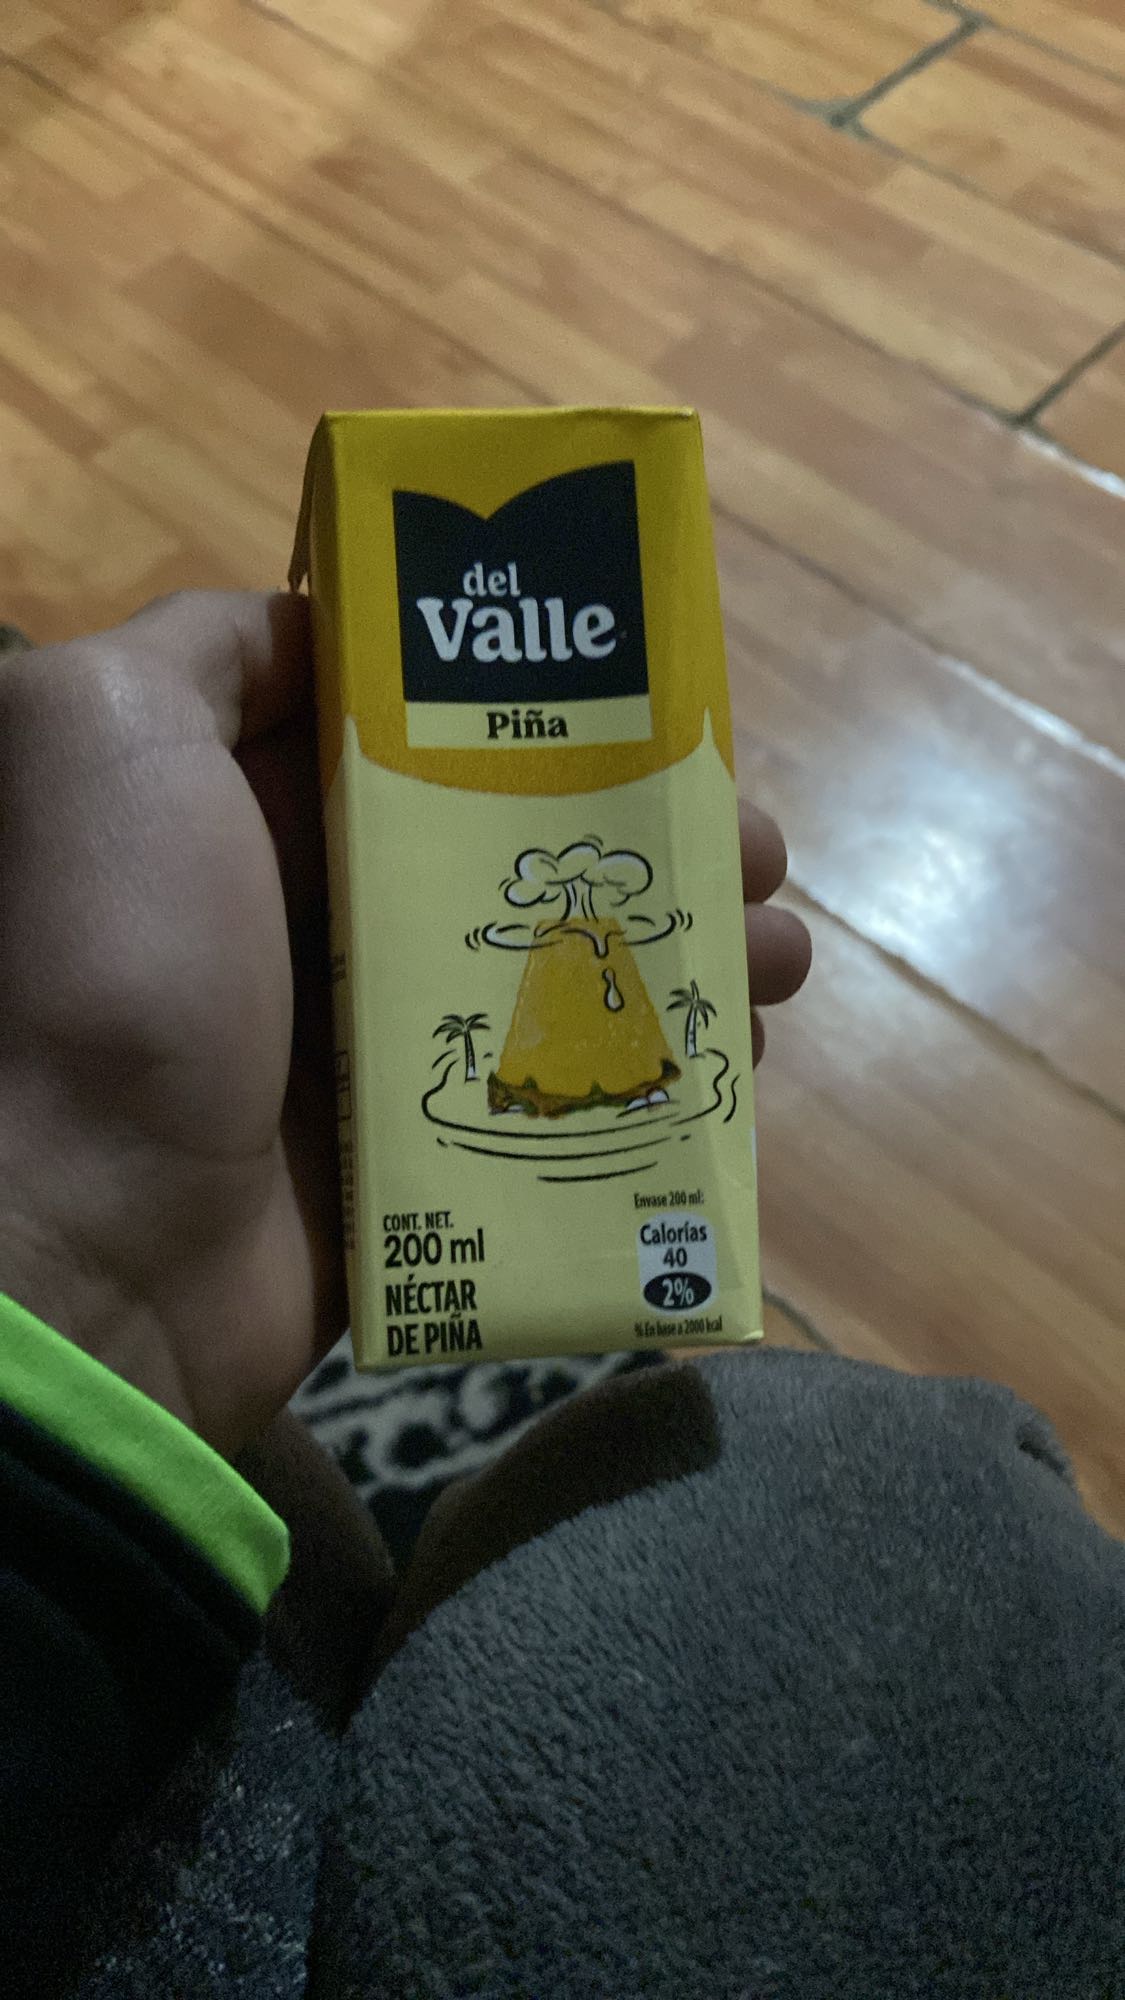 del
Valle
Piña
CONT. NET.
200 ml
NÉCTAR
DE PIÑA
Envase 200 ml:
Calorías
40
2%
% En base a 2000 kcal